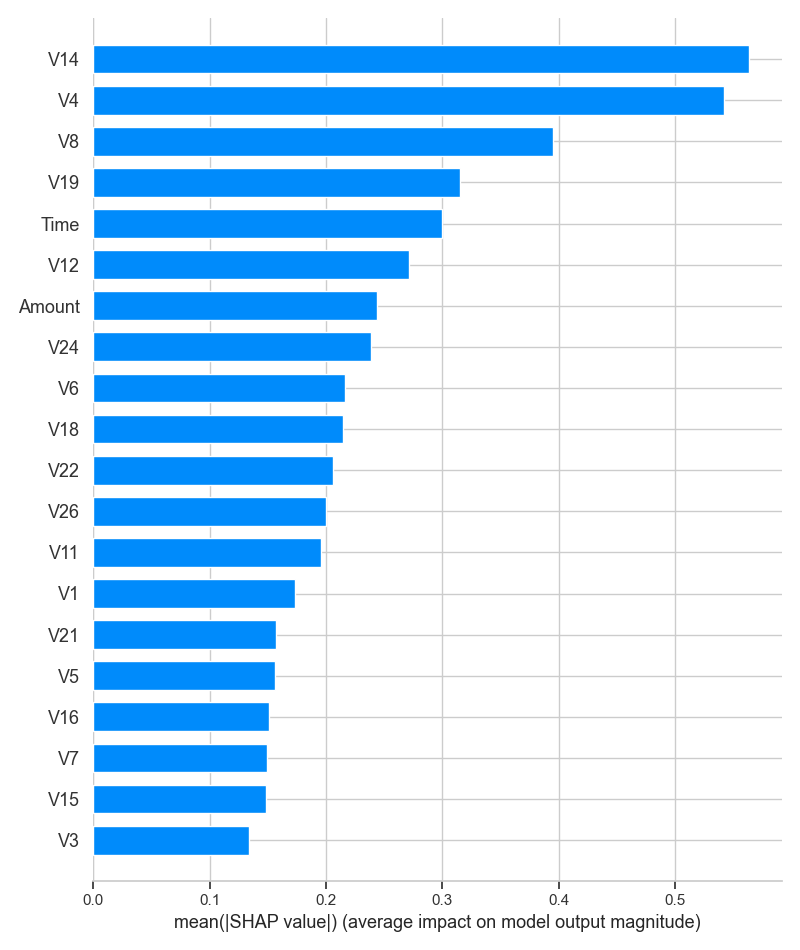 V14
V4
V8
V19
Time
V12
Amount
V24
V6
V18
V22
V26
V11
V1
V21
V5
V16
V7
V15
V3
0.0 0.1 0.2 0.3 0.4 0.5
mean(|SHAP value|) (average impact on model output magnitude)